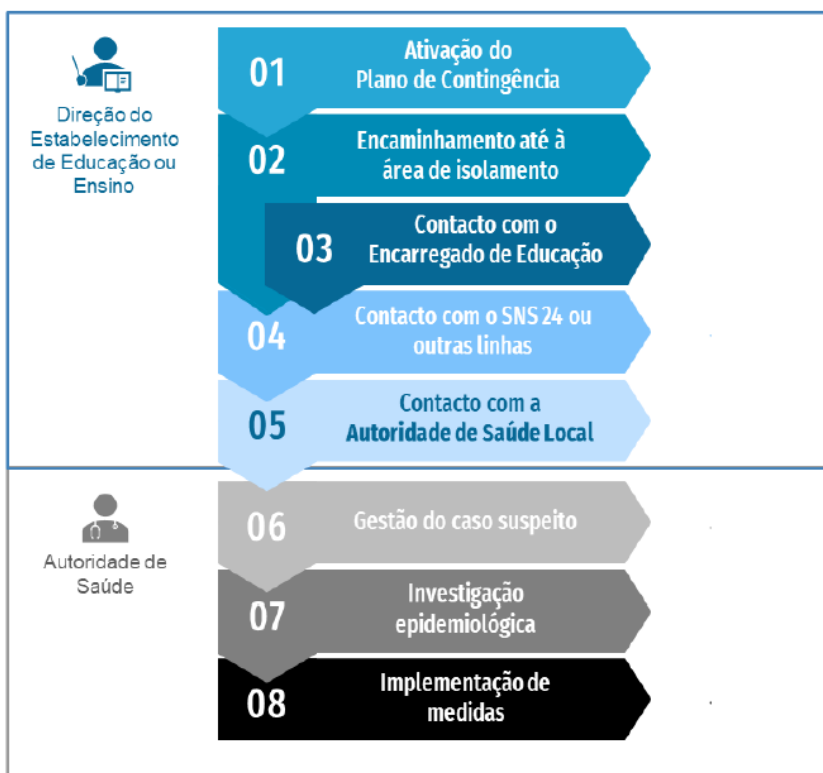 Direção do
Estabelecimento
de Educação ou
Ensino
01
Ativação do
Plano de Contingência
02
Encaminhamento até à
área de isolamento
03
Contacto com o
Encarregado de Educação
04
Contacto com o SNS 24 ou
outras linhas
05
Contacto com a
Autoridade de Saúde Local
Autoridade de
Saúde
06
Gestão do caso suspeito
07
Investigação
epidemiológica
08
Implementação de
medidas